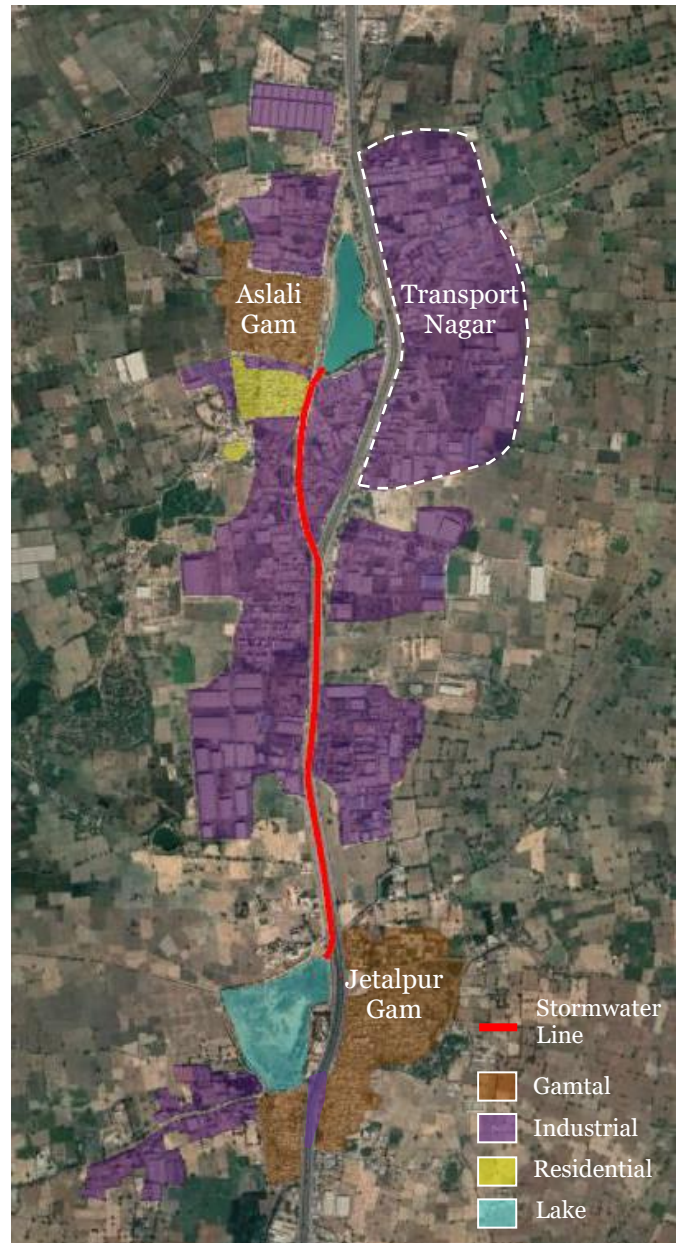 Aslali
Gam
Transport
Nagar
Jetalpur
Gam
Stormwater
Line
Gamtal
Industrial
Residential
Lake